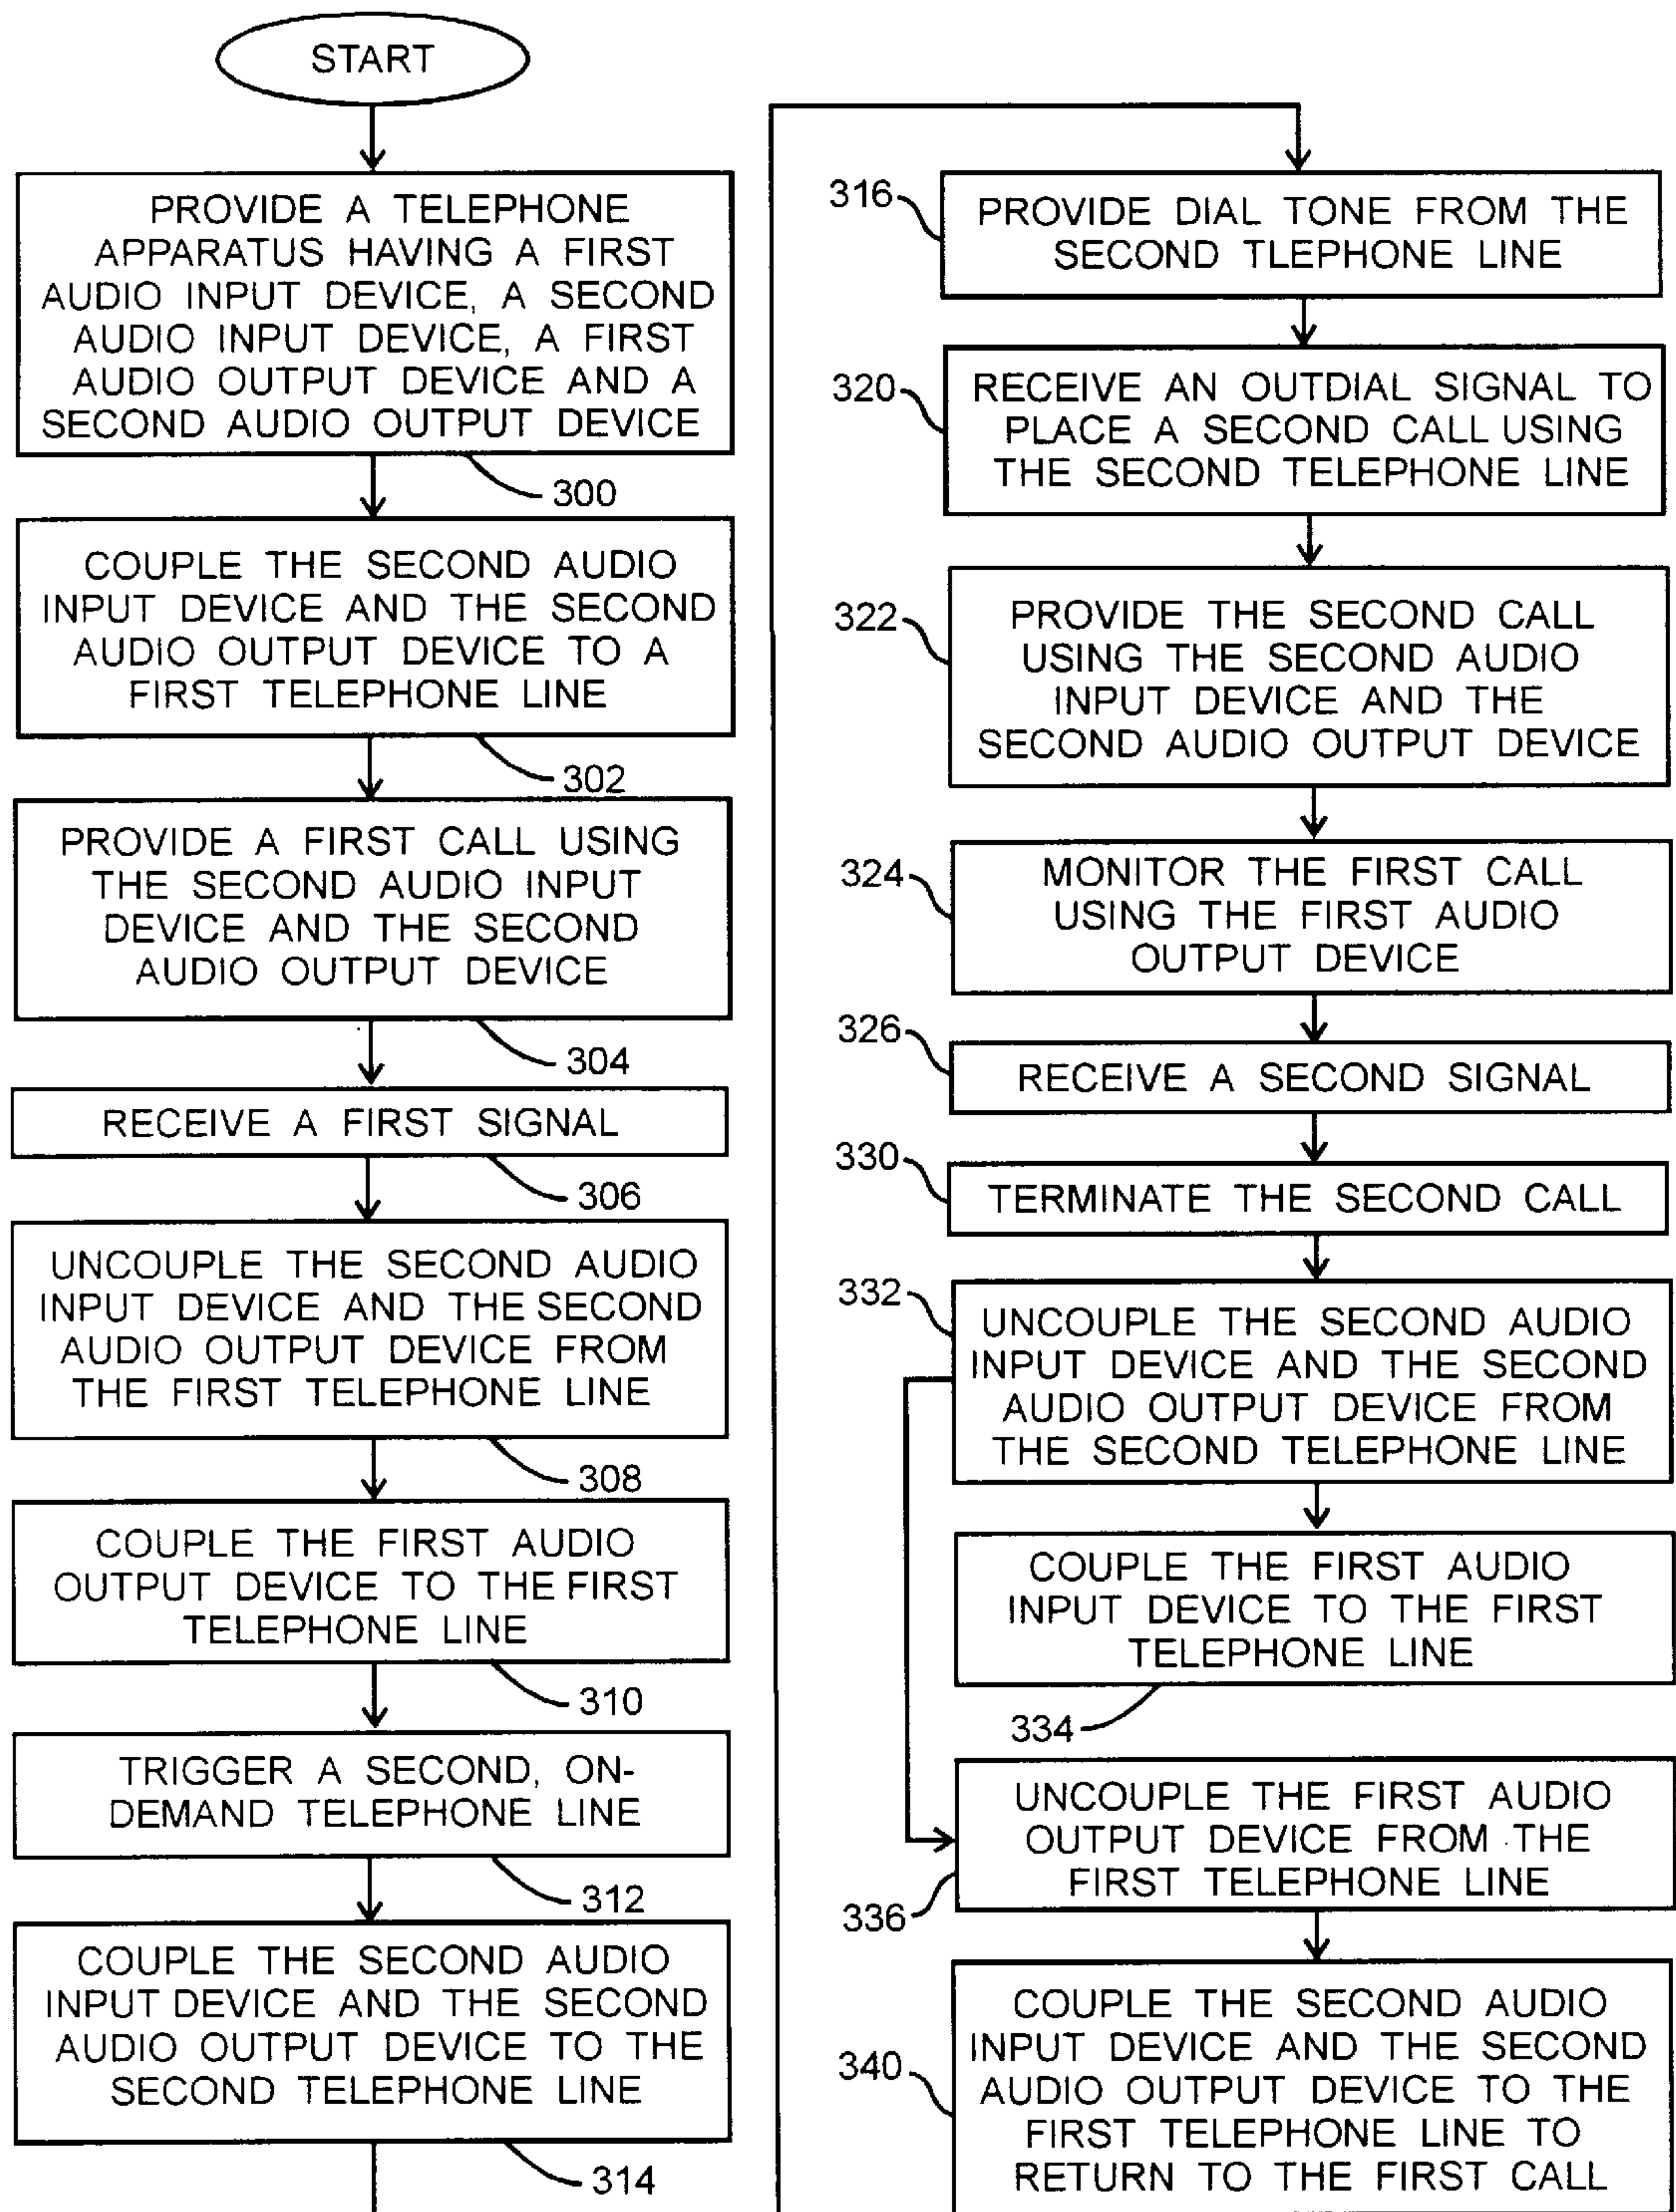 START
PROVIDE A TELEPHONE
APPARATUS HAVING A FIRST
AUDIO INPUT DEVICE, A SECOND
AUDIO INPUT DEVICE, A FIRST
AUDIO OUTPUT DEVICE AND A
SECOND AUDIO OUTPUT DEVICE
300
COUPLE THE SECOND AUDIO
INPUT DEVICE AND THE SECOND
AUDIO OUTPUT DEVICE TO A
FIRST TELEPHONE LINE
302
PROVIDE A FIRST CALL USING
THE SECOND AUDIO INPUT
DEVICE AND THE SECOND
AUDIO OUTPUT DEVICE
304
RECEIVE A FIRST SIGNAL
306
UNCOUPLE THE SECOND AUDIO
INPUT DEVICE AND THE SECOND
AUDIO OUTPUT DEVICE FROM
THE FIRST TELEPHONE LINE
308
COUPLE THE FIRST AUDIO
OUTPUT DEVICE TO THE FIRST
TELEPHONE LINE
310
TRIGGER A SECOND, ON-
DEMAND TELEPHONE LINE
312
COUPLE THE SECOND AUDIO
INPUT DEVICE AND THE SECOND
AUDIO OUTPUT DEVICE TO THE
SECOND TELEPHONE LINE
314
316
PROVIDE DIAL TONE FROM THE
SECOND TLEPHONE LINE
320
RECEIVE AN OUTDIAL SIGNAL TO
PLACE A SECOND CALL USING
THE SECOND TELEPHONE LINE
322
PROVIDE THE SECOND CALL
USING THE SECOND AUDIO
INPUT DEVICE AND THE
SECOND AUDIO OUTPUT DEVICE
324
MONITOR THE FIRST CALL
USING THE FIRST AUDIO
OUTPUT DEVICE
326
RECEIVE A SECOND SIGNAL
330
TERMINATE THE SECOND CALL
332
UNCOUPLE THE SECOND AUDIO
INPUT DEVICE AND THE SECOND
AUDIO OUTPUT DEVICE FROM
THE SECOND TELEPHONE LINE
COUPLE THE FIRST AUDIO
INPUT DEVICE TO THE FIRST
TELEPHONE LINE
334
UNCOUPLE THE FIRST AUDIO
OUTPUT DEVICE FROM THE
FIRST TELEPHONE LINE
336
COUPLE THE SECOND AUDIO
INPUT DEVICE AND THE SECOND
AUDIO OUTPUT DEVICE TO THE
FIRST TELEPHONE LINE TO
RETURN TO THE FIRST CALL
340